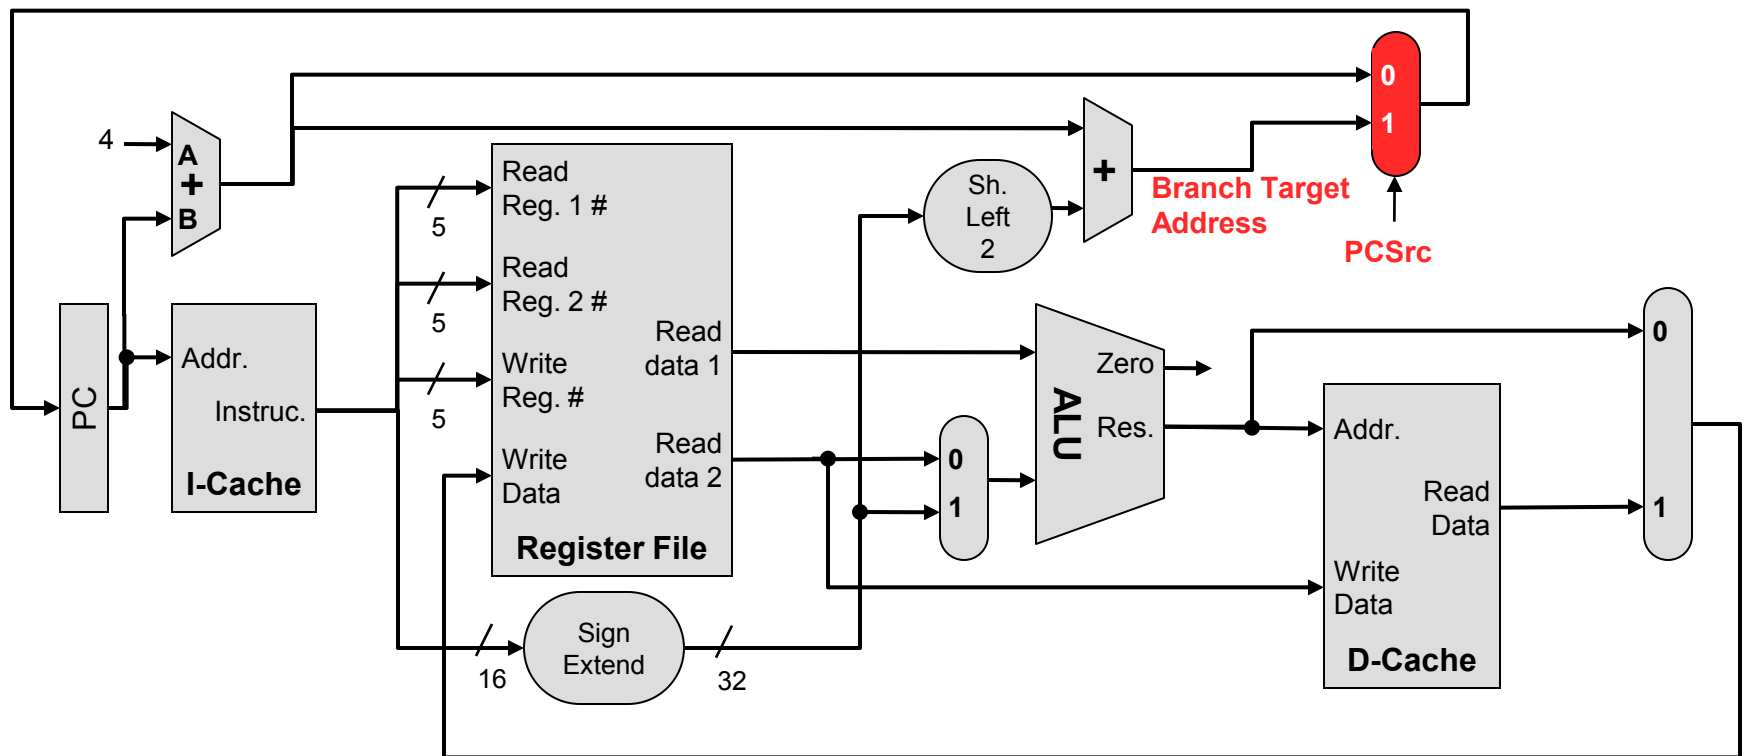 0
1
4
A
+
B
Read
Reg. 1 #
5
Read
Reg. 2 #
5
Write
Reg. #
5
Write
Data
Read
data 1
Read
data 2
Register File
Sh.
Left
2
+
Branch Target
Address
PCSrc
PC
Addr.
Instruc.
I-Cache
0
1
ALU
Zero
Res.
Addr.
Read
Data
Write
Data
D-Cache
0
1
16
Sign
Extend
32